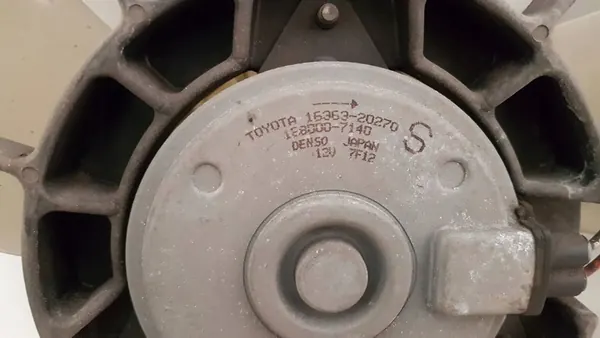 TOYOTA 16363-20270
168000-7140
DENSO JAPAN
12V 7F12
S